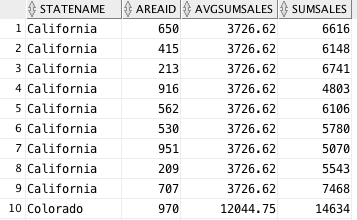 STATENAME AREAID AVGSUMSALES SUMSALES
1 California 650 3726.62 6616
2 California 415 3726.62 6148
3 California 213 3726.62 6741
4 California 916 3726.62 4803
5 California 562 3726.62 6106
6 California 530 3726.62 5780
7 California 951 3726.62 5070
8 California 209 3726.62 5543
9 California 707 3726.62 7468
10 Colorado 970 12044.75 14634